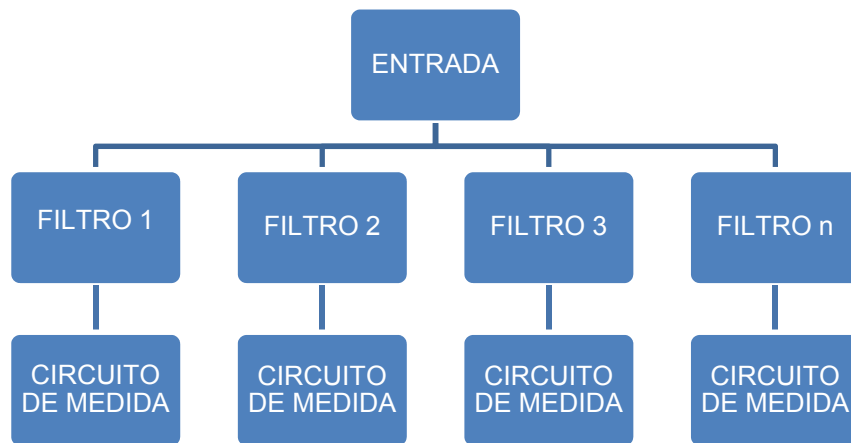 ENTRADA
FILTRO 1
FILTRO 2
FILTRO 3
FILTRO n
CIRCUITO
DE MEDIDA
CIRCUITO
DE MEDIDA
CIRCUITO
DE MEDIDA
CIRCUITO
DE MEDIDA